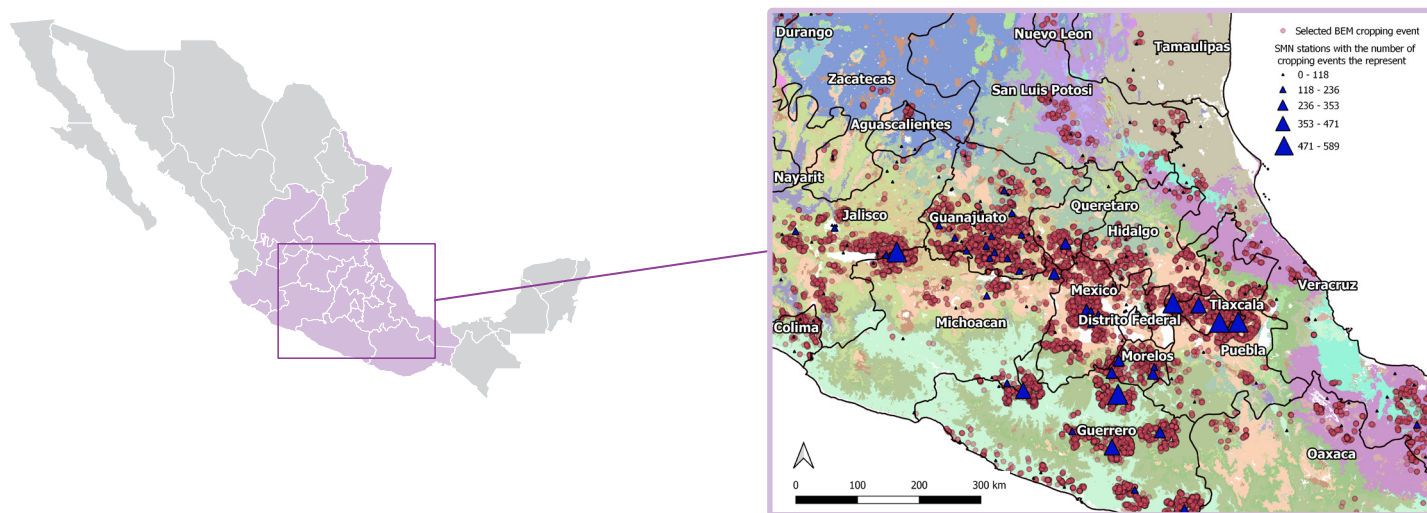 Durango
Nuevo Leon
Tamaulipas
Zacatecas
San Luis Potosi
Aguascalientes
Nayarit
Jalisco
Guanajuato
Queretaro
Hidalgo
Mexico
Tlaxcala
Veracruz
Colima
Michoacan
Distrito Federal
Puebla
Morelos
Guerrero
Oaxaca
Selected BEM cropping event
SMN stations with the number of
cropping events the represent
0 - 118
118 - 236
236 - 353
353 - 471
471 - 589
0 100 200 300 km